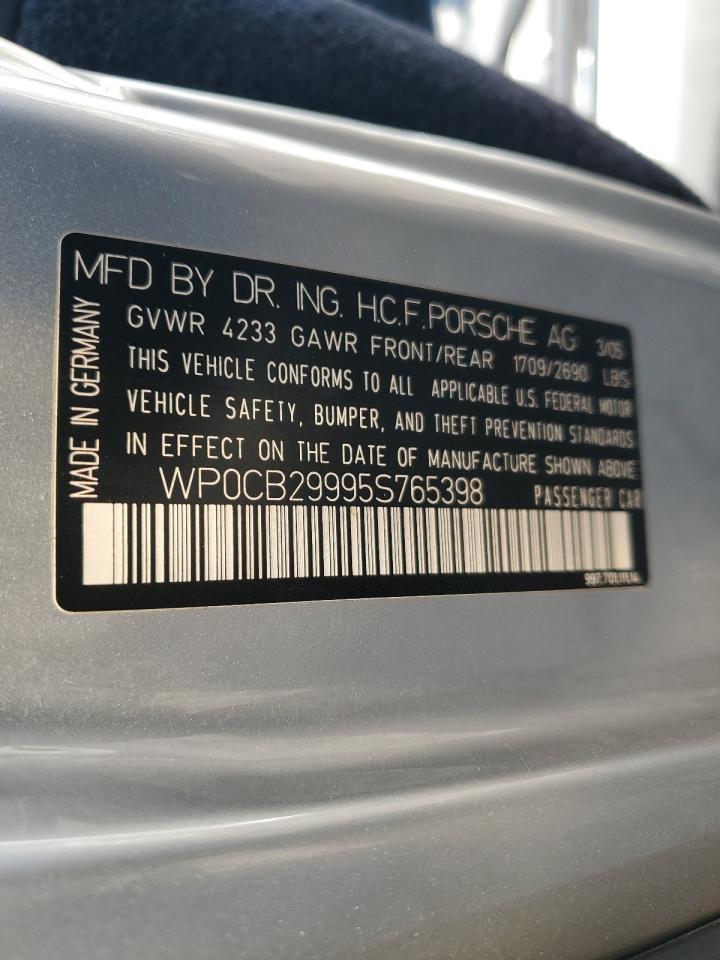 MFD BY DR. ING. H.C.F.PORSCHE AG 3/05
GVWR 4233 GAWR FRONT/REAR 1709/2690 LBS
THIS VEHICLE CONFORMS TO ALL APPLICABLE U.S. FEDERAL MOTOR
VEHICLE SAFETY, BUMPER, AND THEFT PREVENTION STANDARDS
IN EFFECT ON THE DATE OF MANUFACTURE SHOWN ABOVE
WP0CB29995S765398 PASSENGER CAR
MADE IN GERMANY